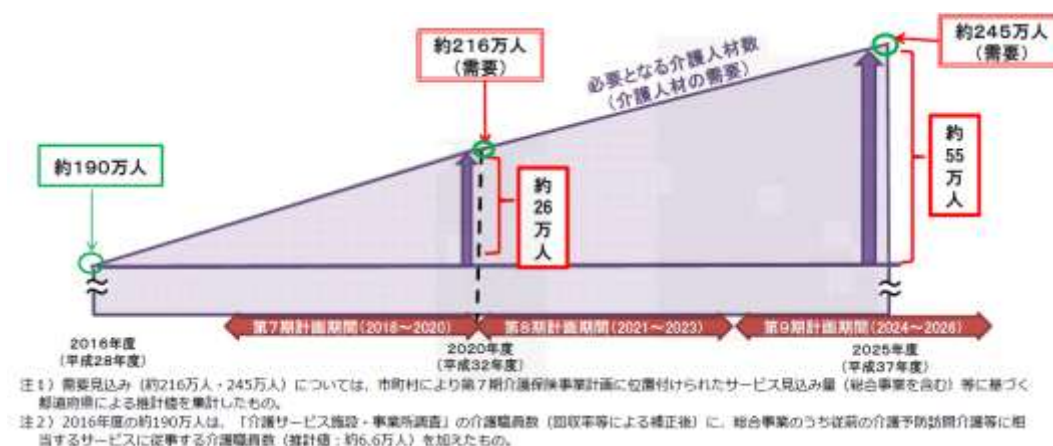 約245万人
(需要)
約216万人
(需要)
必要となる介護人材数
(介護人材の需要)
約190万人
約26万人
約55万人
第7期計画期間(2018～2020)
第8期計画期間(2021～2023)
第9期計画期間(2024～2026)
2016年度
(平成28年度)
2020年度
(平成32年度)
2025年度
(平成37年度)
注1）需要見込み（約216万人・245万人）については、市町村により第7期介護保険事業計画に位置付けられたサービス見込み量（総合事業を含む）等に基づく
都道府県による推計値を集計したもの。
注2）2016年度の約190万人は、「介護サービス施設・事業所調査」の介護職員数（回収率等による補正後）に、総合事業のうち従前の介護予防訪問介護等に相
当するサービスに従事する介護職員数（推計値：約6.6万人）を加えたもの。